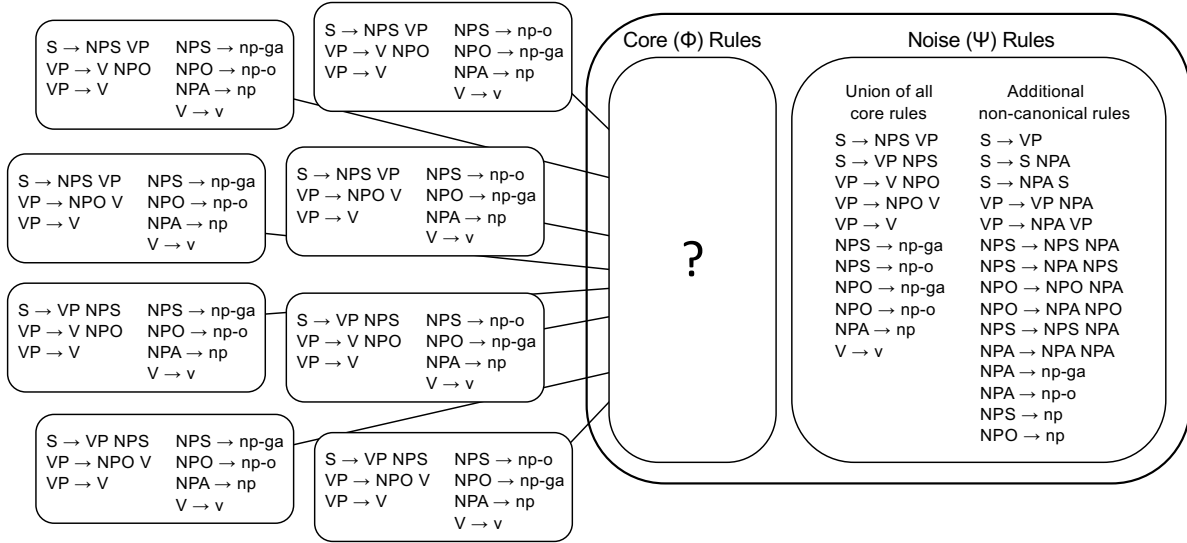 S → NPS VP
VP → V NPO
VP → V
NPS → np-ga
NPO → np-o
NPA → np
V → v
S → NPS VP
VP → V NPO
VP → V
NPS → np-o
NPO → np-ga
NPA → np
V → v
S → NPS VP
VP → NPO V
VP → V
NPS → np-ga
NPO → np-o
NPA → np
V → v
S → NPS VP
VP → NPO V
VP → V
NPS → np-o
NPO → np-ga
NPA → np
V → v
S → VP NPS
VP → V NPO
VP → V
NPS → np-ga
NPO → np-o
NPA → np
V → v
S → VP NPS
VP → V NPO
VP → V
NPS → np-o
NPO → np-ga
NPA → np
V → v
S → VP NPS
VP → NPO V
VP → V
NPS → np-ga
NPO → np-o
NPA → np
V → v
S → VP NPS
VP → NPO V
VP → V
NPS → np-o
NPO → np-ga
NPA → np
V → v
Core (Φ) Rules
?
Noise (Ψ) Rules
Union of all
core rules
S → NPS VP
S → VP NPS
VP → V NPO
VP → NPO V
VP → V
NPS → np-ga
NPS → np-o
NPO → np-ga
NPO → np-o
NPA → np
V → v
Additional
non-canonical rules
S → VP
S → S NPA
S → NPA S
VP → VP NPA
VP → NPA VP
NPS → NPS NPA
NPS → NPA NPS
NPO → NPO NPA
NPO → NPA NPO
NPS → NPS NPA
NPA → NPA NPA
NPA → np-ga
NPA → np-o
NPS → np
NPO → np